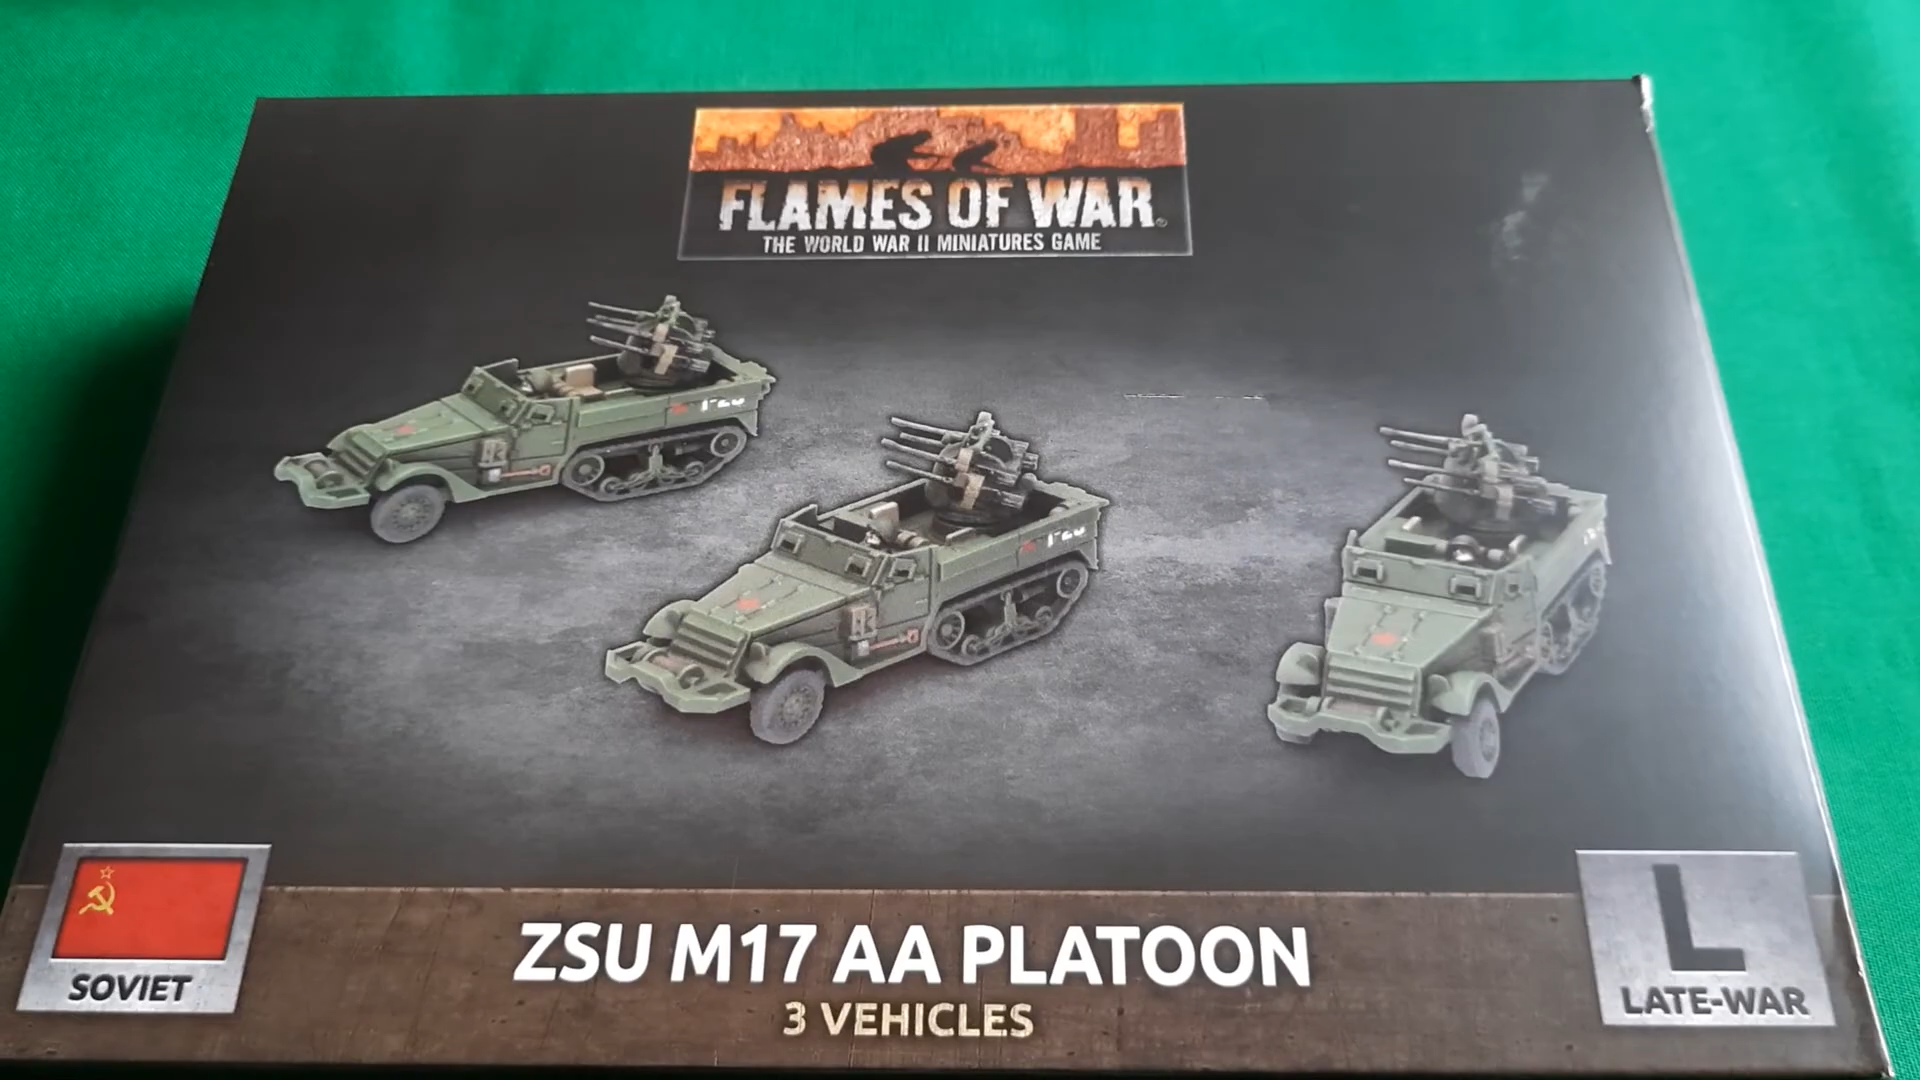 FLAMES OF WAR
THE WORLD WAR II MINIATURES GAME
SOVIET
ZSU M17 AA PLATOON
3 VEHICLES
L
LATE-WAR